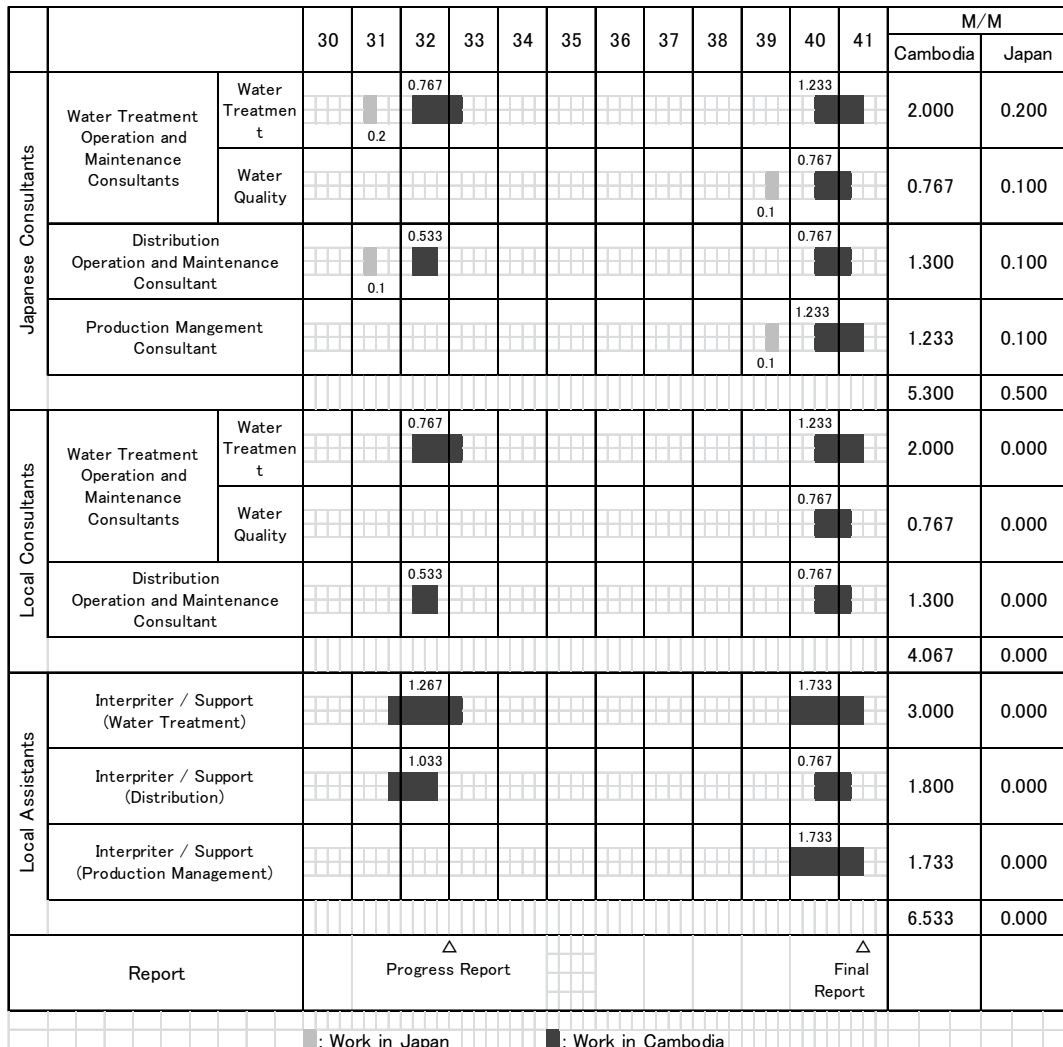 M/M
30 31 32 33 34 35 36 37 38 39 40 41
Cambodia Japan
Japanese Consultants
Water Treatment
Operation and
Maintenance
Consultants
Water
Treatmen
t
0.767 1.233
0.2
2.000 0.200
Water
Quality
0.767
0.1
0.767 0.100
Distribution
Operation and Maintenance
Consultant
0.533 0.767
0.1
1.300 0.100
Production Mangement
Consultant
1.233
0.1
1.233 0.100
5.300 0.500
Local Consultants
Water Treatment
Operation and
Maintenance
Consultants
Water
Treatmen
t
0.767 1.233
2.000 0.000
Water
Quality
0.767
0.767 0.000
Distribution
Operation and Maintenance
Consultant
0.533 0.767
1.300 0.000
4.067 0.000
Local Assistants
Interpriter / Support
(Water Treatment)
1.267 1.733
3.000 0.000
Interpriter / Support
(Distribution)
1.033 0.767
1.800 0.000
Interpriter / Support
(Production Management)
1.733
1.733 0.000
6.533 0.000
Report
△ △
Progress Report
Final
Report
: Work in Japan : Work in Cambodia